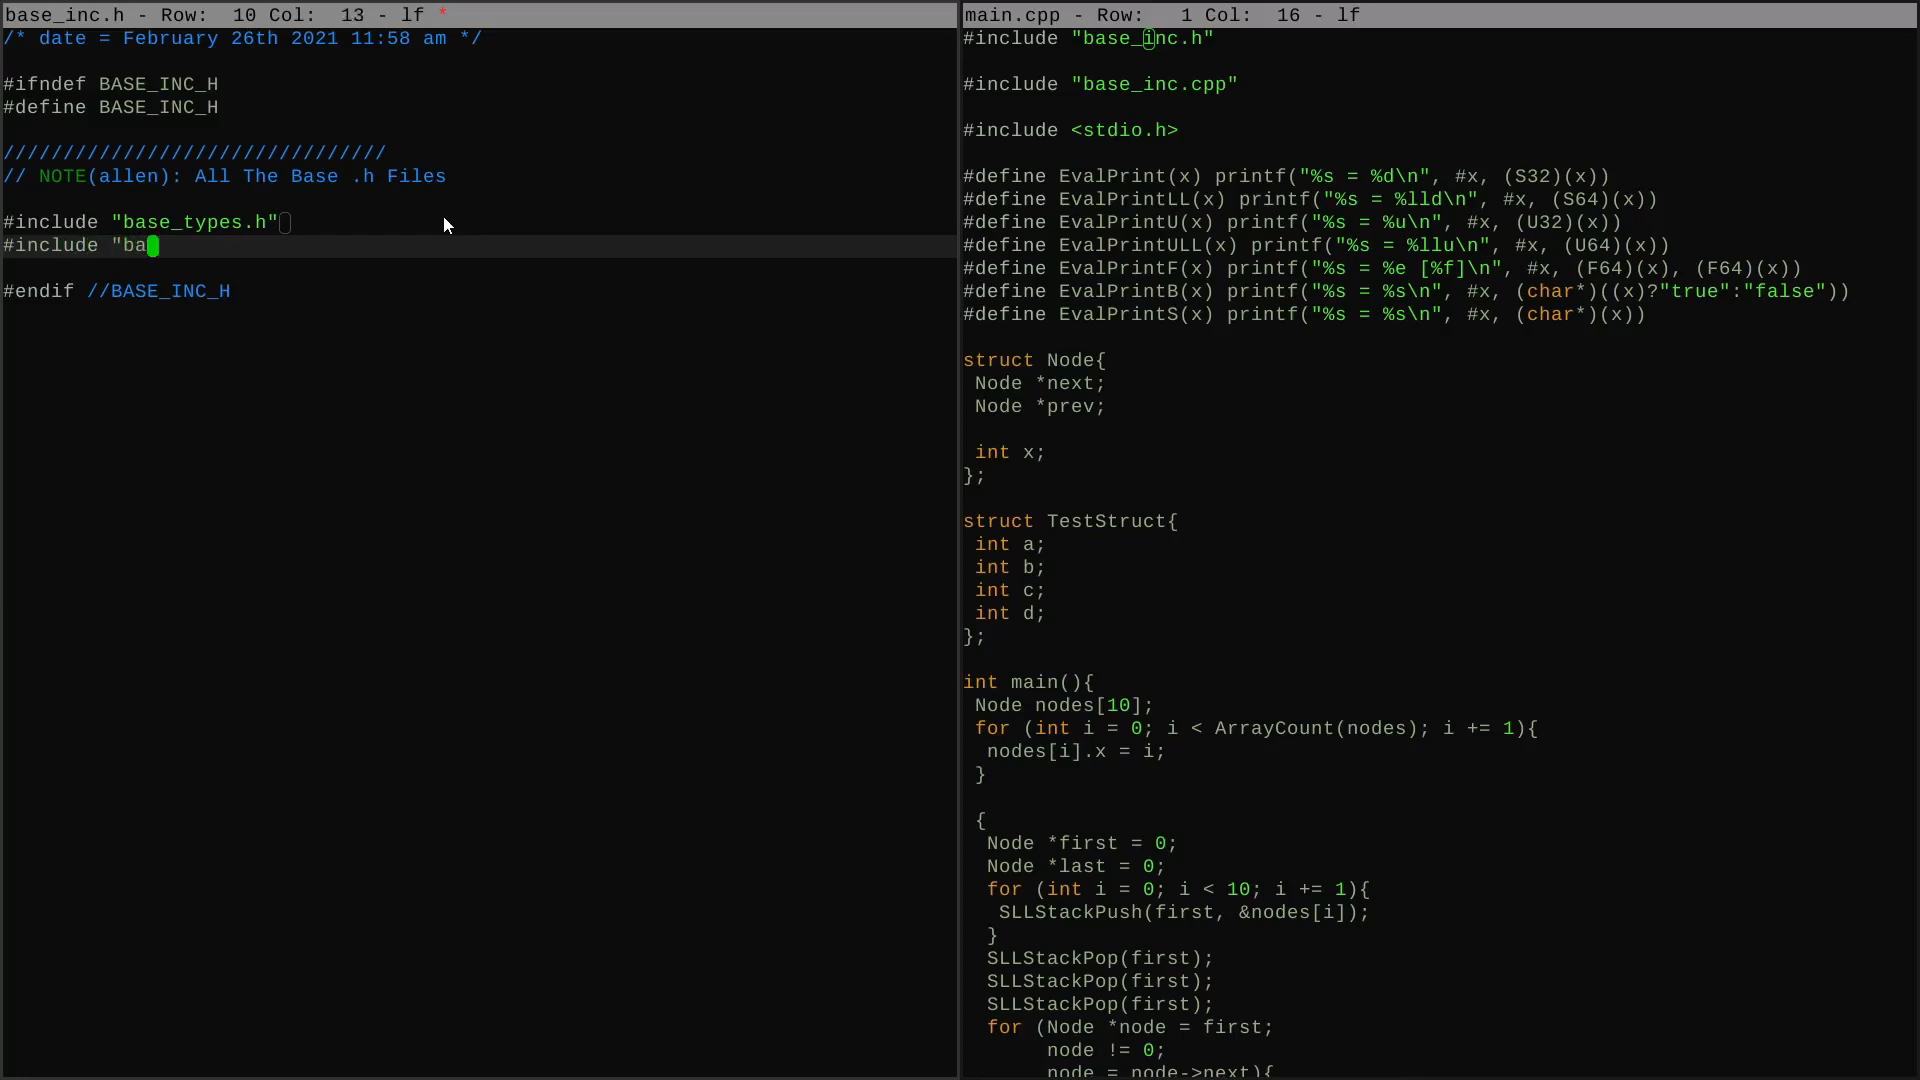 base_inc.h - Row:  10 Col:  13 - lf *
/* date = February 26th 2021 11:58 am */
#ifndef BASE_INC_H
#define BASE_INC_H
////////////////////////////////
// NOTE(allen): All The Base .h Files
#include "base_types.h"
#include "ba
#endif //BASE_INC_H
main.cpp - Row:   1 Col:  16 - lf
#include "base_inc.h"
#include "base_inc.cpp"
#include <stdio.h>
#define EvalPrint(x) printf("%s = %d\n", #x, (S32)(x))
#define EvalPrintLL(x) printf("%s = %lld\n", #x, (S64)(x))
#define EvalPrintU(x) printf("%s = %u\n", #x, (U32)(x))
#define EvalPrintULL(x) printf("%s = %llu\n", #x, (U64)(x))
#define EvalPrintF(x) printf("%s = %e [%f]\n", #x, (F64)(x), (F64)(x))
#define EvalPrintB(x) printf("%s = %s\n", #x, (char*)((x)?"true":"false"))
#define EvalPrintS(x) printf("%s = %s\n", #x, (char*)(x))
struct Node{
 Node *next;
 Node *prev;
 int x;
};
struct TestStruct{
 int a;
 int b;
 int c;
 int d;
};
int main(){
 Node nodes[10];
 for (int i = 0; i < ArrayCount(nodes); i += 1){
  nodes[i].x = i;
 }
 {
  Node *first = 0;
  Node *last = 0;
  for (int i = 0; i < 10; i += 1){
   SLLStackPush(first, &nodes[i]);
  }
  SLLStackPop(first);
  SLLStackPop(first);
  SLLStackPop(first);
  for (Node *node = first;
       node != 0;
       node = node->next){